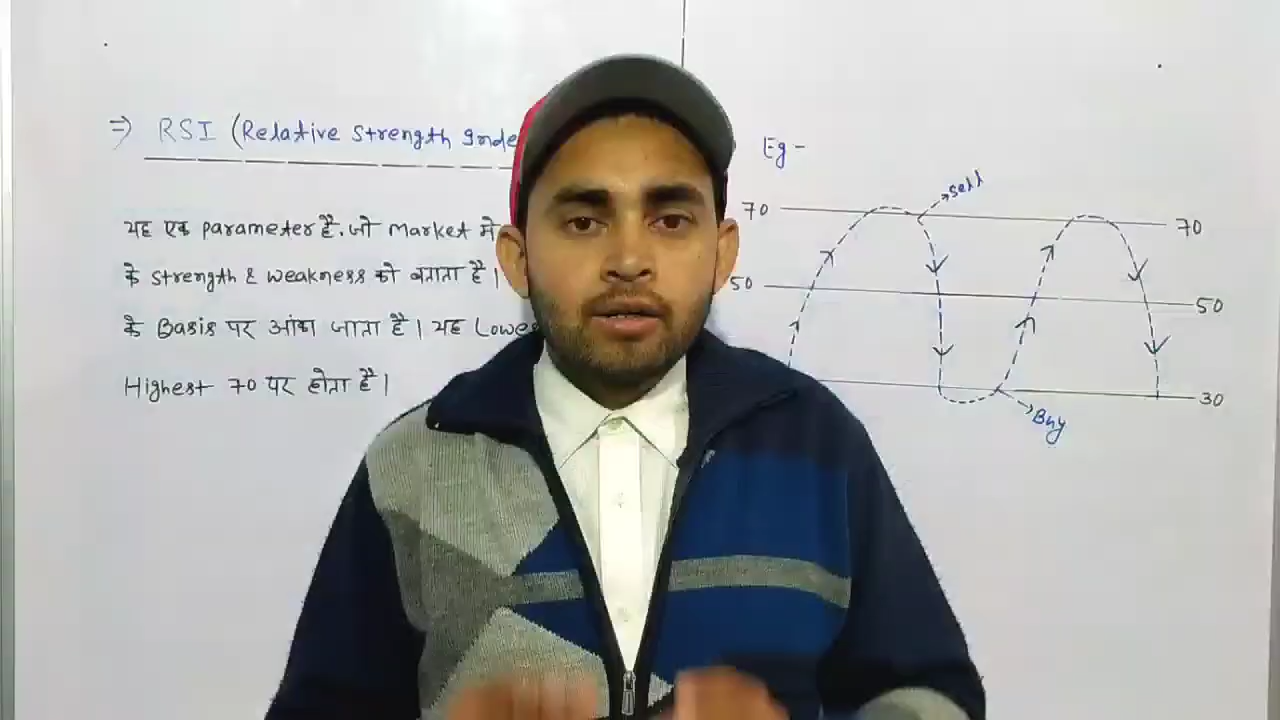 ⇒ RSI (Relative Strength Inde
यह एक parameter है. जो market में
के strength & weakness को बताता है।
के Basis पर आंका जाता है। यह Lowes
Highest 70 पर होता है।
Eg -
sell
70
70
50
50
30
Buy